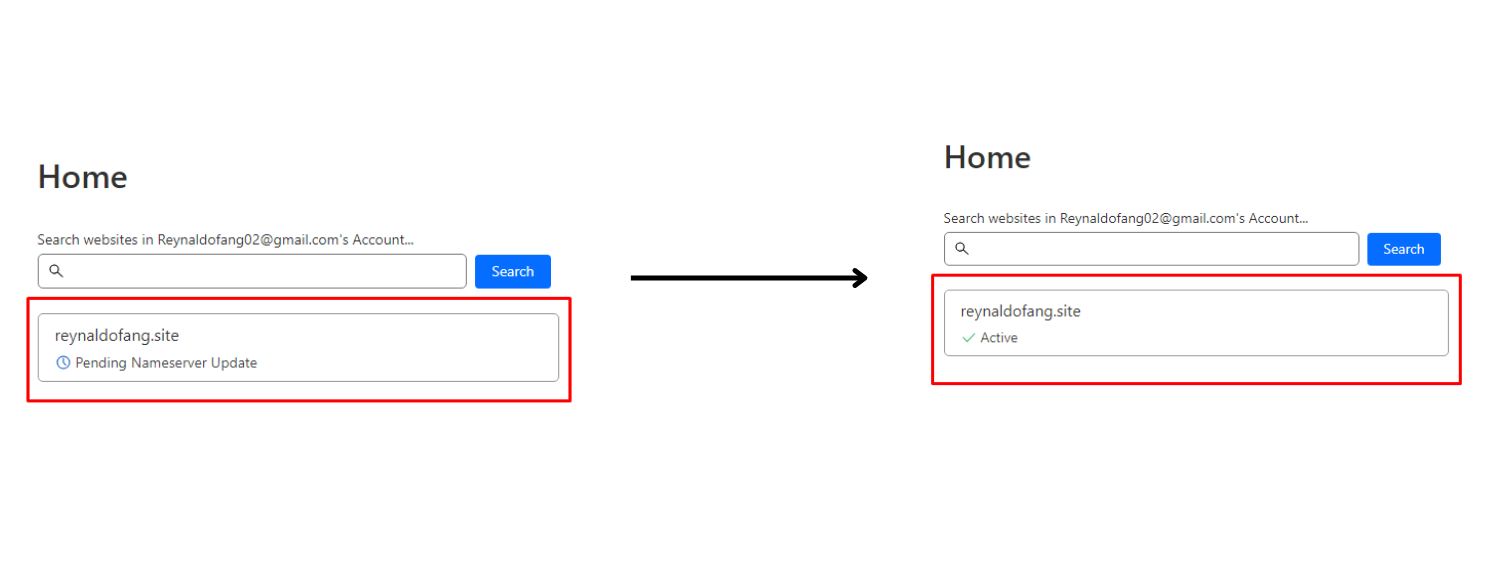 Home
Search websites in Reynaldofang02@gmail.com's Account...
Search
reynaldofang.site
Pending Nameserver Update
Home
Search websites in Reynaldofang02@gmail.com's Account...
Search
reynaldofang.site
Active